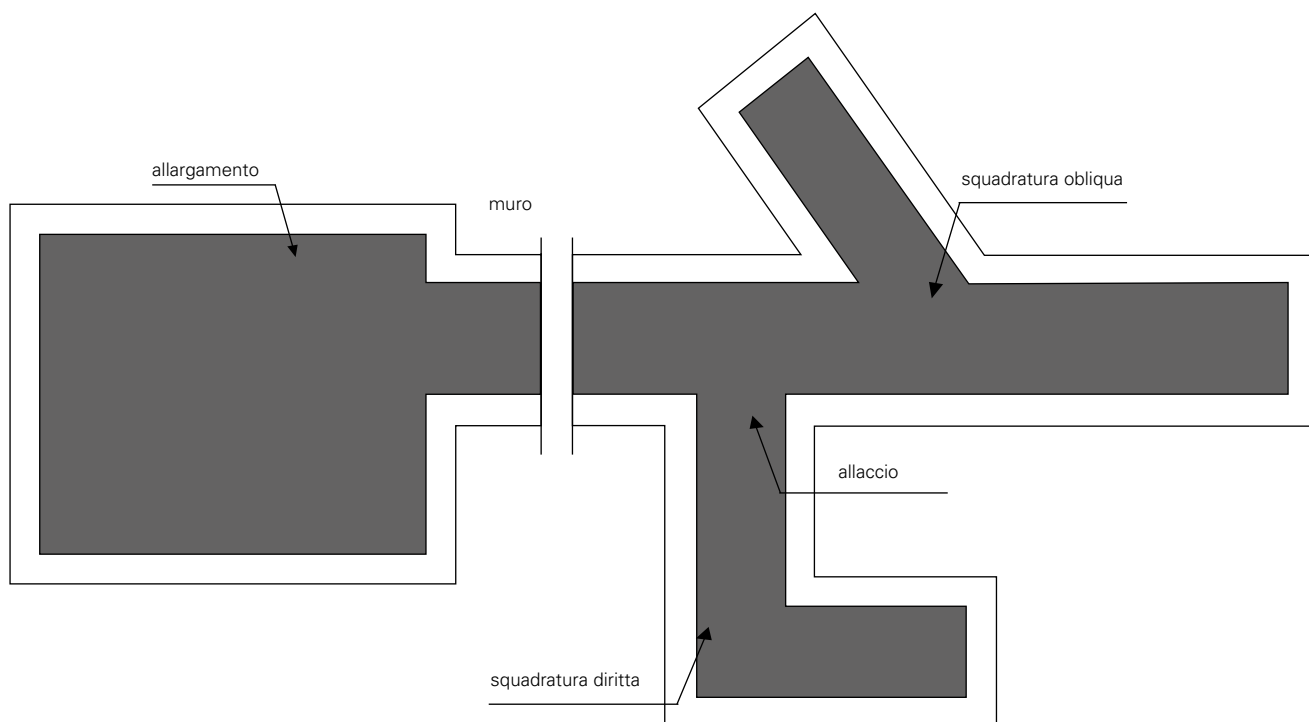 allargamento
muro
squadratura obliqua
allaccio
squadratura diritta